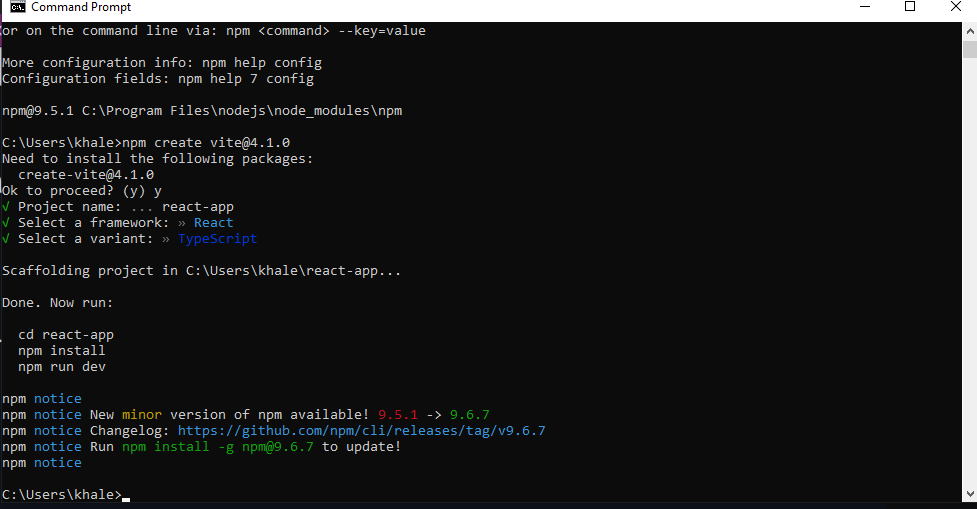 Command Prompt
or on the command line via: npm <command> --key=value
More configuration info: npm help config
Configuration fields: npm help 7 config
npm@9.5.1 C:\Program Files\nodejs\node_modules\npm
C:\Users\khale>npm create vite@4.1.0
Need to install the following packages:
  create-vite@4.1.0
Ok to proceed? (y) y
√ Project name: ... react-app
√ Select a framework: » React
√ Select a variant: » TypeScript
Scaffolding project in C:\Users\khale\react-app...
Done. Now run:
  cd react-app
  npm install
  npm run dev
npm notice
npm notice New minor version of npm available! 9.5.1 -> 9.6.7
npm notice Changelog: https://github.com/npm/cli/releases/tag/v9.6.7
npm notice Run npm install -g npm@9.6.7 to update!
npm notice
C:\Users\khale>